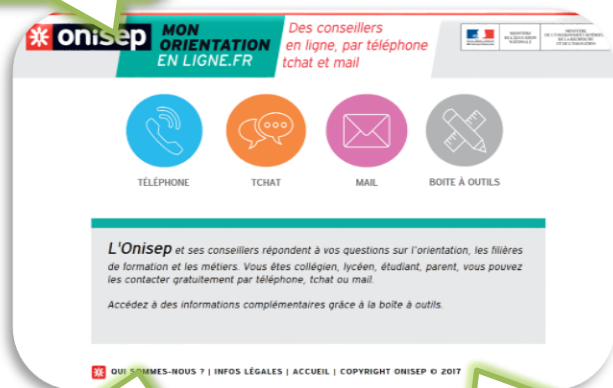 onisep MON ORIENTATION EN LIGNE.FR
Des conseillers
en ligne, par téléphone
tchat et mail
TÉLÉPHONE TCHAT MAIL BOITE À OUTILS
L'Onisep et ses conseillers répondent à vos questions sur l'orientation, les filières
de formation et les métiers. Vous êtes collégien, lycéen, étudiant, parent, vous pouvez
les contacter gratuitement par téléphone, tchat ou mail.
Accédez à des informations complémentaires grâce à la boîte à outils.
QUI SOMMES-NOUS ? | INFOS LÉGALES | ACCUEIL | COPYRIGHT ONISEP © 2017